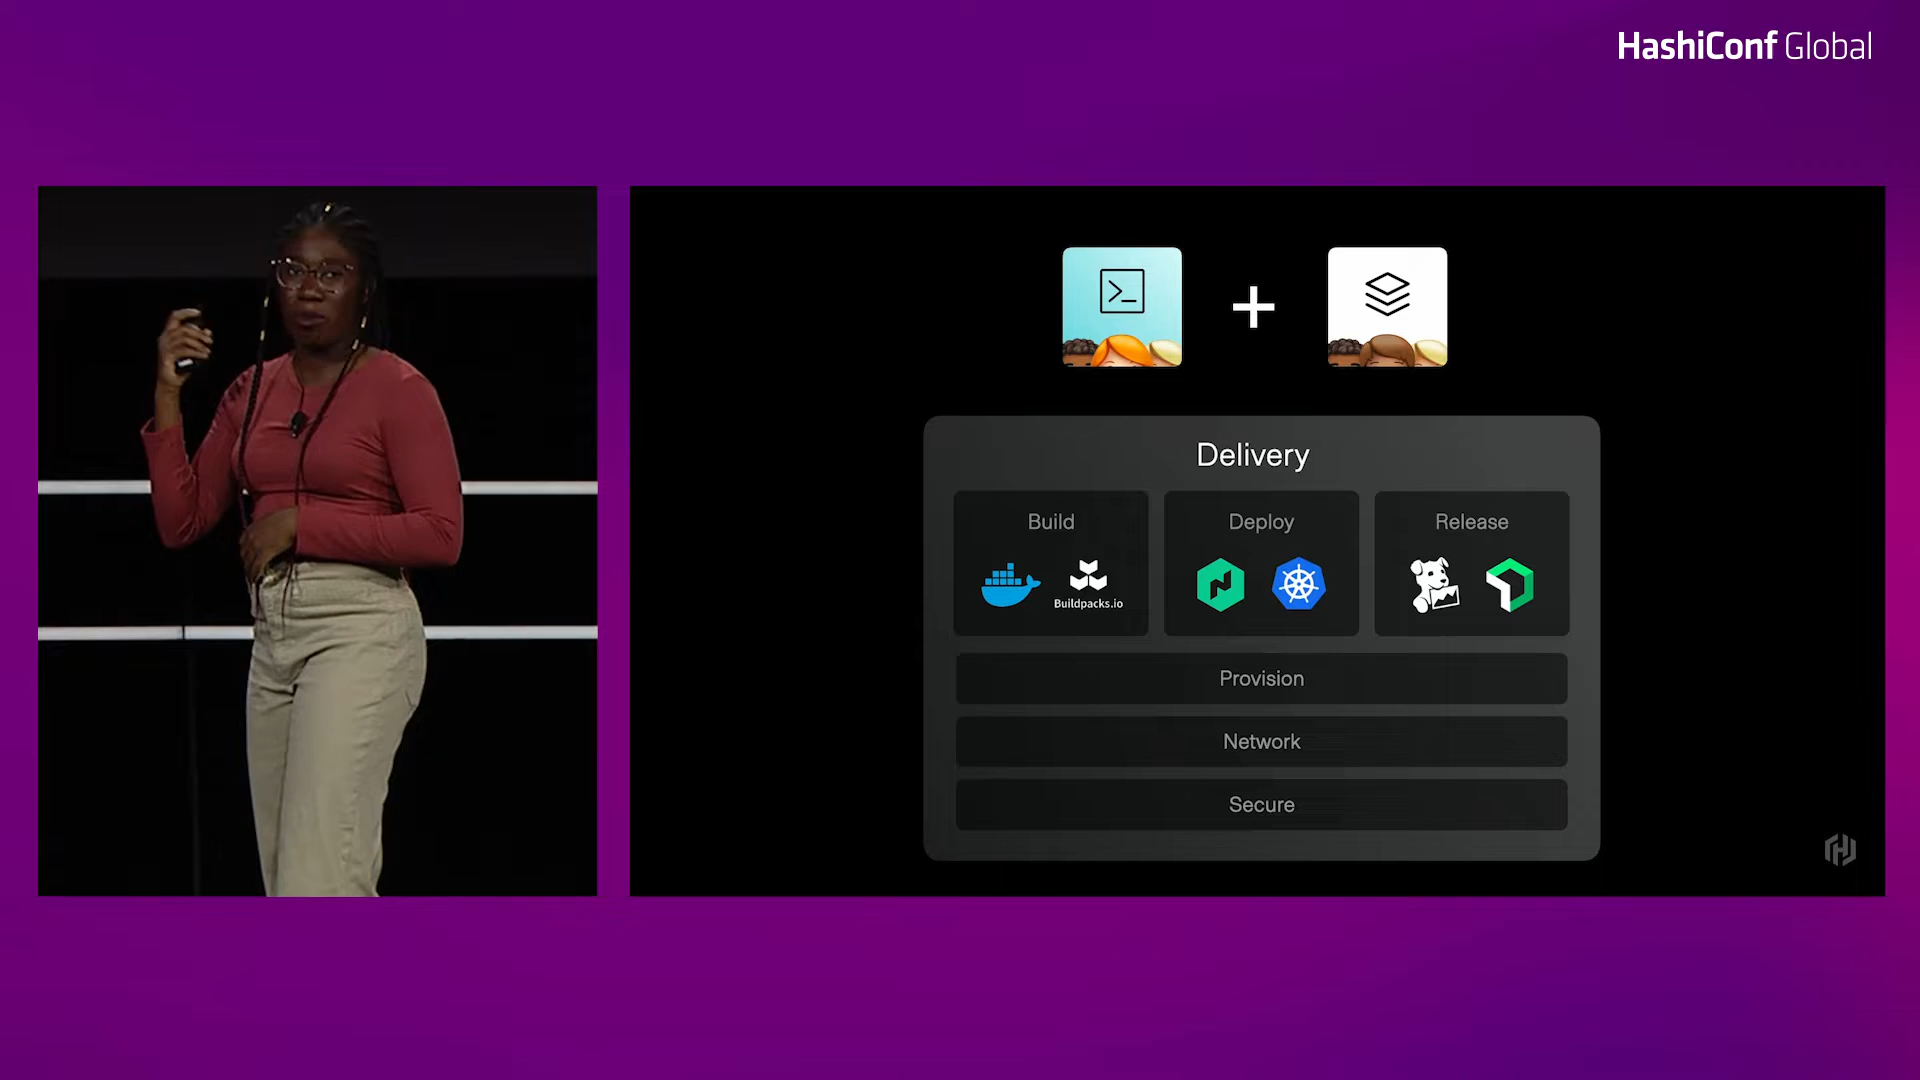 HashiConf Global
Delivery
Build
Deploy
Release
Buildpacks.io
Provision
Network
Secure